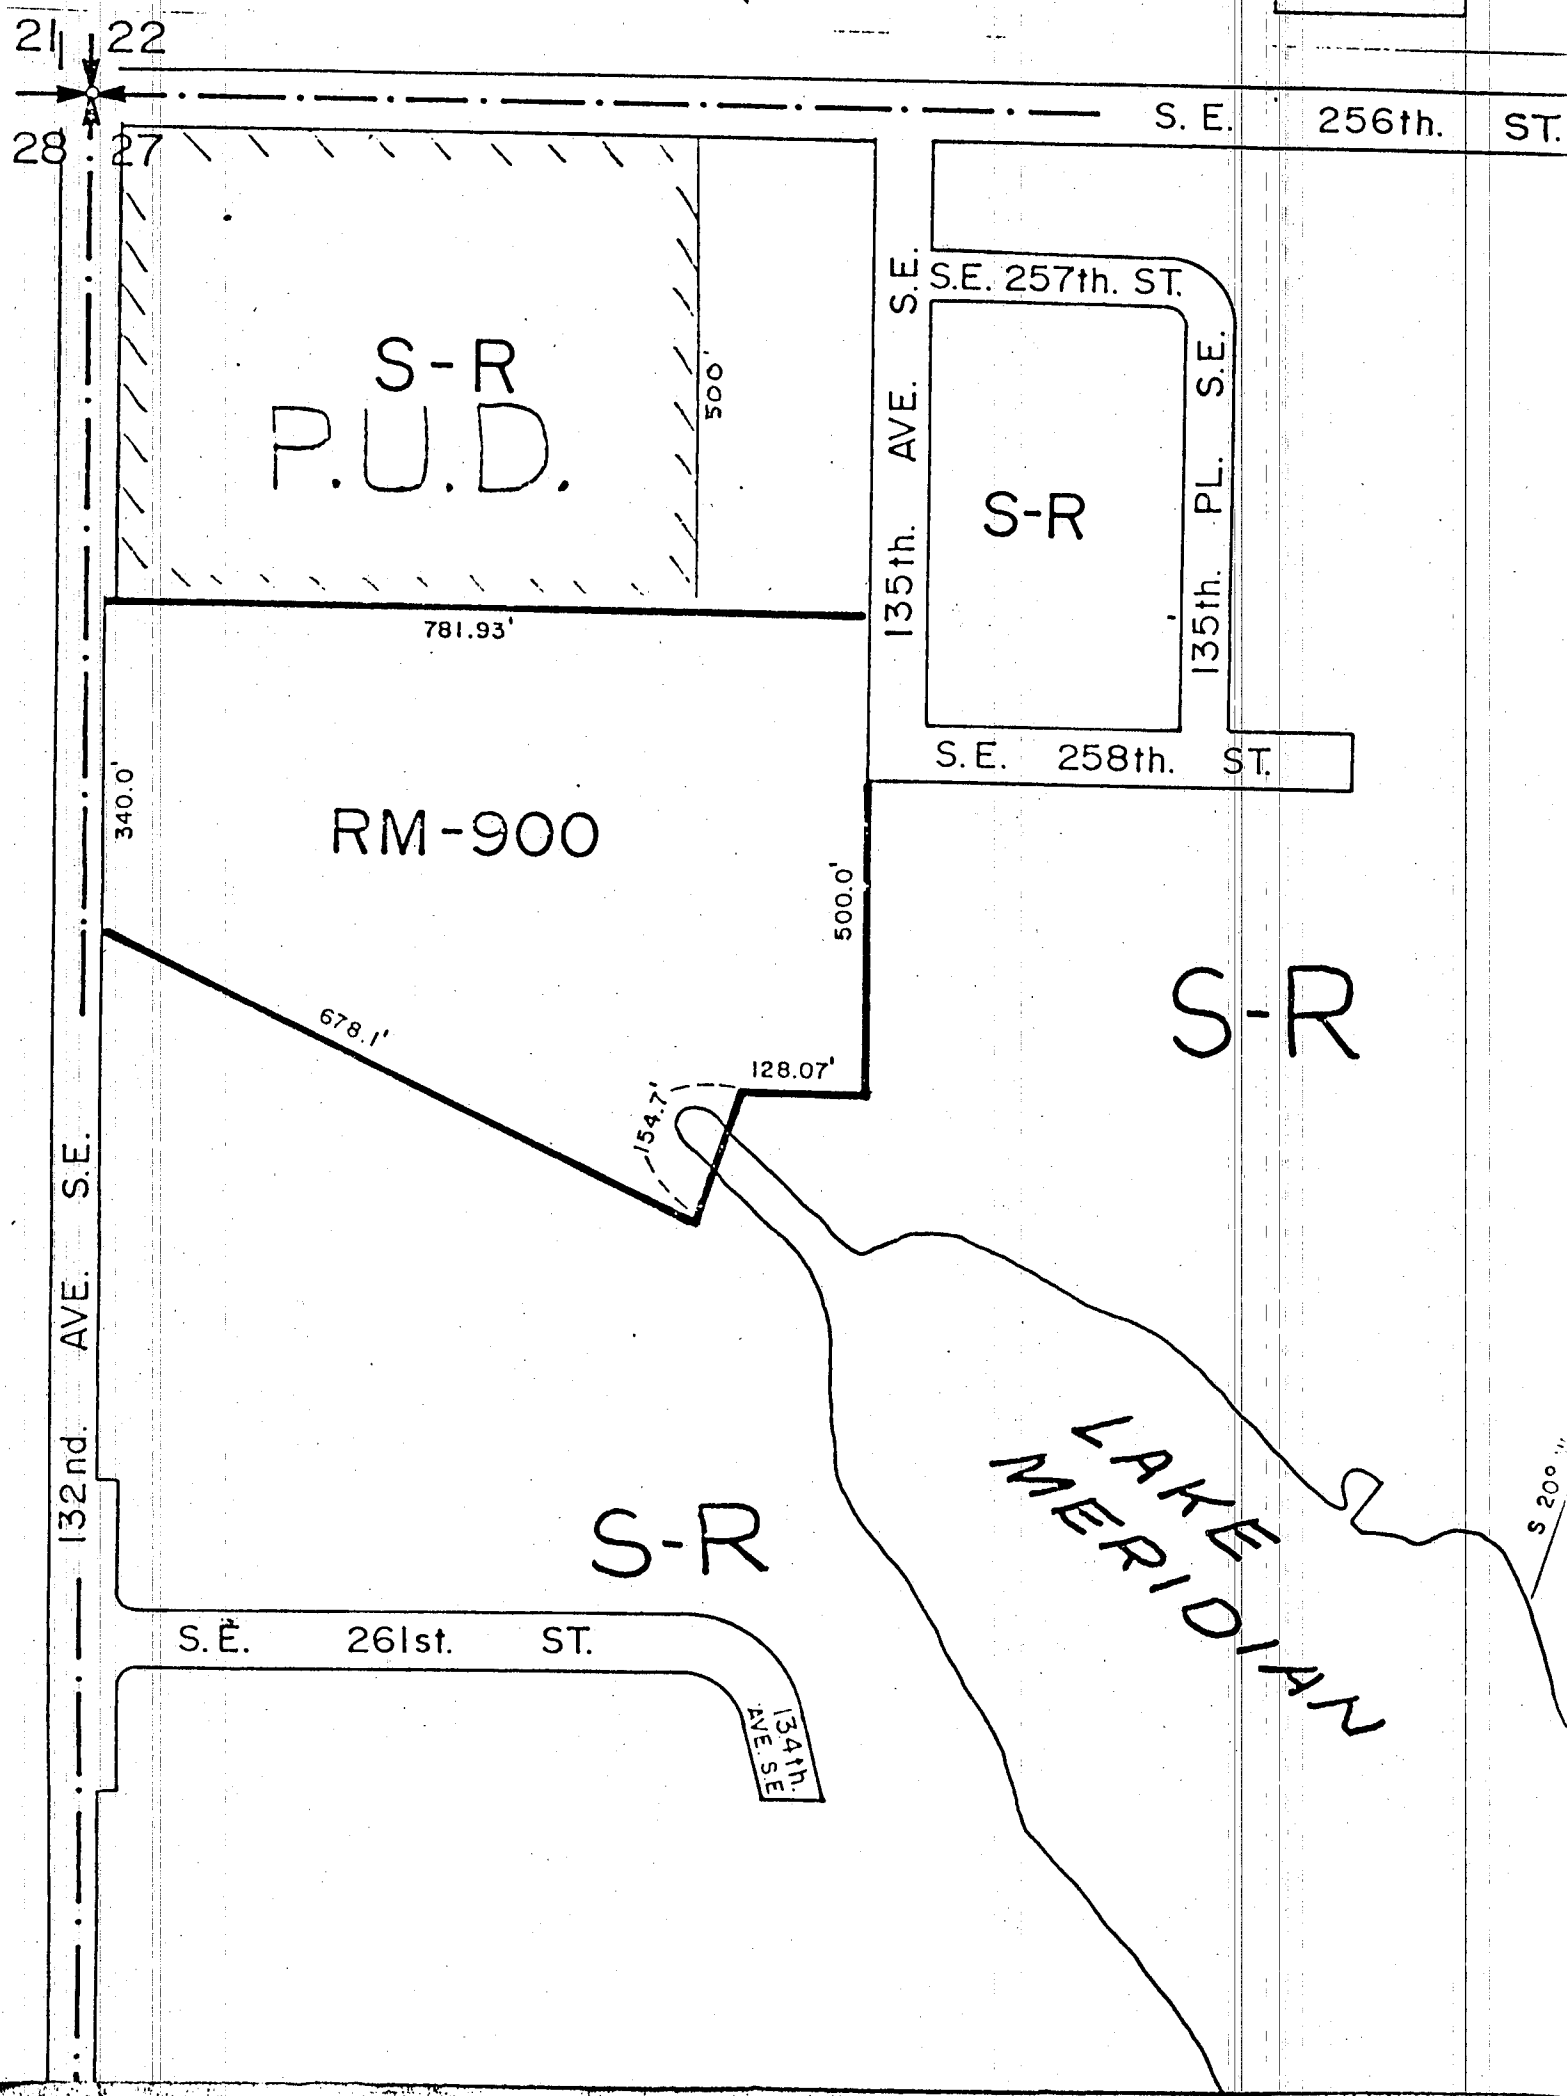 21 22
28 27
S. E. 256th. ST.
S-R
P.U.D.
500'
135th. AVE. S.E.
S.E. 257th. ST.
135th. PL. S.E.
S-R
781.93'
S. E. 258th. ST.
340.0'
RM-900
500.0'
S-R
678.1'
128.07'
154.7'
132nd. AVE. S.E.
LAKE
MERIDIAN
S 20°
S-R
S.E. 261st. ST.
134th.
AVE. S.E